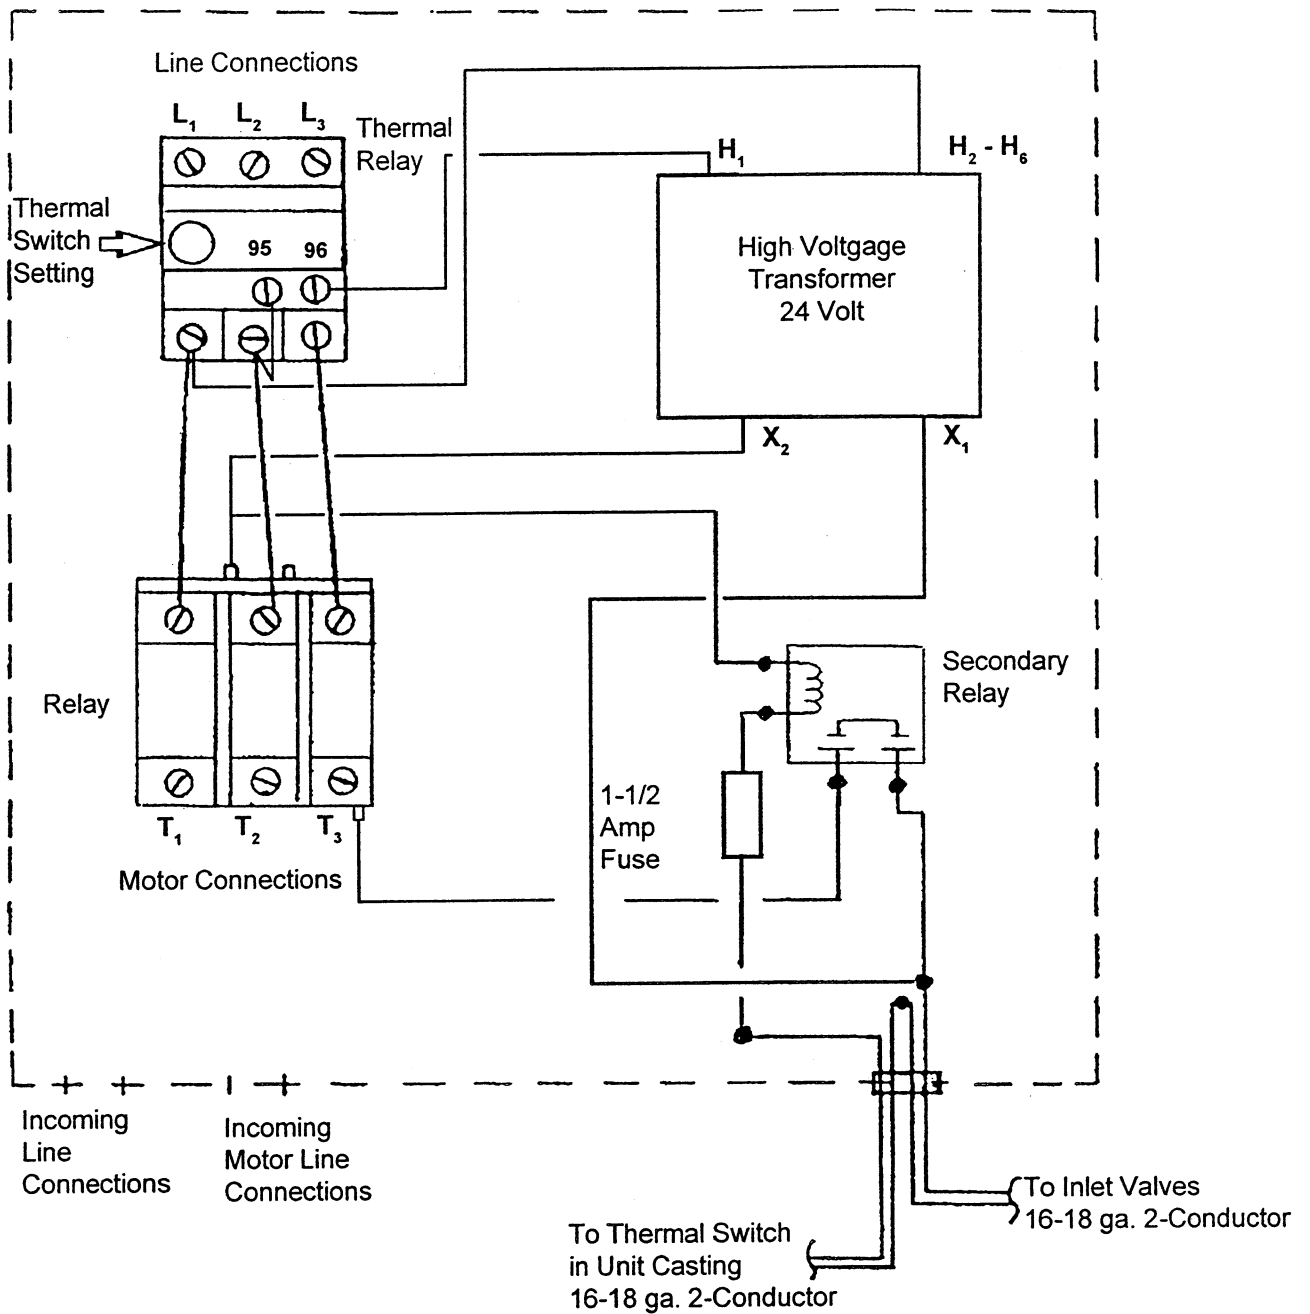 Line Connections
L₁ L₂ L₃
Thermal
Relay
H₁
H₂ - H₆
Thermal
Switch
Setting
95 96
High Voltgage
Transformer
24 Volt
X₂
X₁
Relay
Secondary
Relay
1-1/2
Amp
Fuse
T₁ T₂ T₃
Motor Connections
Incoming
Line
Connections
Incoming
Motor Line
Connections
To Inlet Valves
16-18 ga. 2-Conductor
To Thermal Switch
in Unit Casting
16-18 ga. 2-Conductor